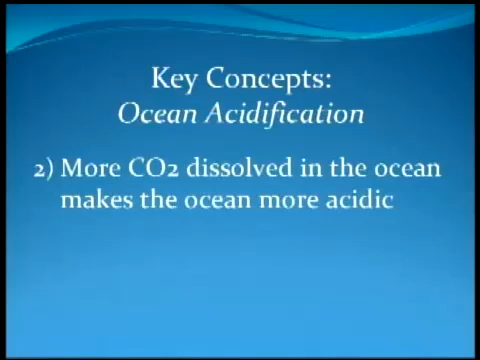 Key Concepts:
Ocean Acidification
2) More CO2 dissolved in the ocean
makes the ocean more acidic